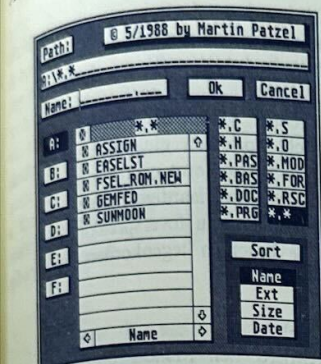 © 5/1988 by Martin Patzel
Path:
A:\*.*
Name:
Ok
Cancel
A:
B:
C:
D:
E:
F:
*.*
ASSIGN
EASELST
FSEL_ROM.NEW
GEMFED
SUNMOON
Name
*.C
*.S
*.H
*.O
*.PAS
*.MOD
*.BAS
*.FOR
*.DOC
*.RSC
*.PRG
*.*
Sort
Name
Ext
Size
Date